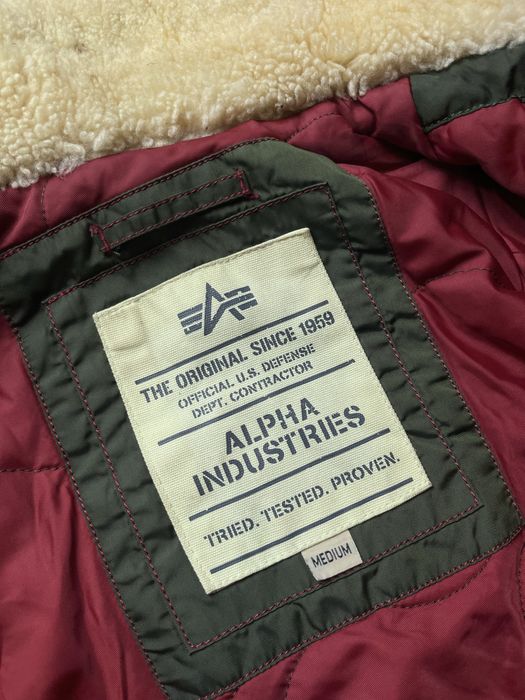 THE ORIGINAL SINCE 1959
OFFICIAL U.S. DEFENSE
DEPT. CONTRACTOR
ALPHA
INDUSTRIES
TRIED. TESTED. PROVEN.
MEDIUM